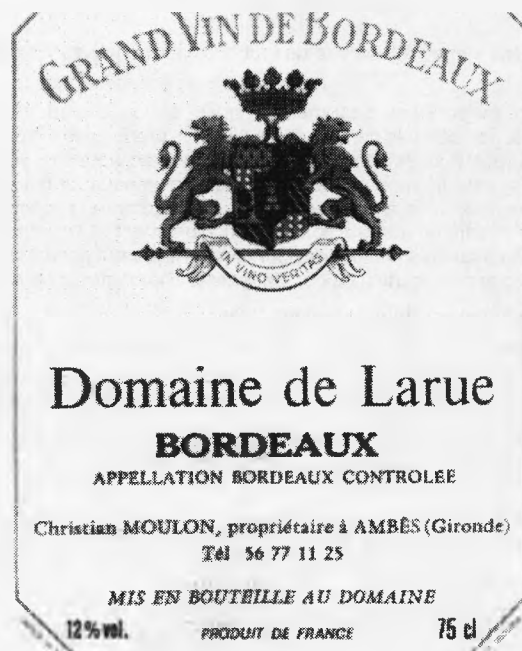 GRAND VIN DE BORDEAUX
IN VINO VERITAS
Domaine de Larue
BORDEAUX
APPELLATION BORDEAUX CONTROLEE
Christian MOULON, propriétaire à AMBÈS (Gironde)
Tél 56 77 11 25
MIS EN BOUTEILLE AU DOMAINE
12% vol. PRODUIT DE FRANCE 75 cl